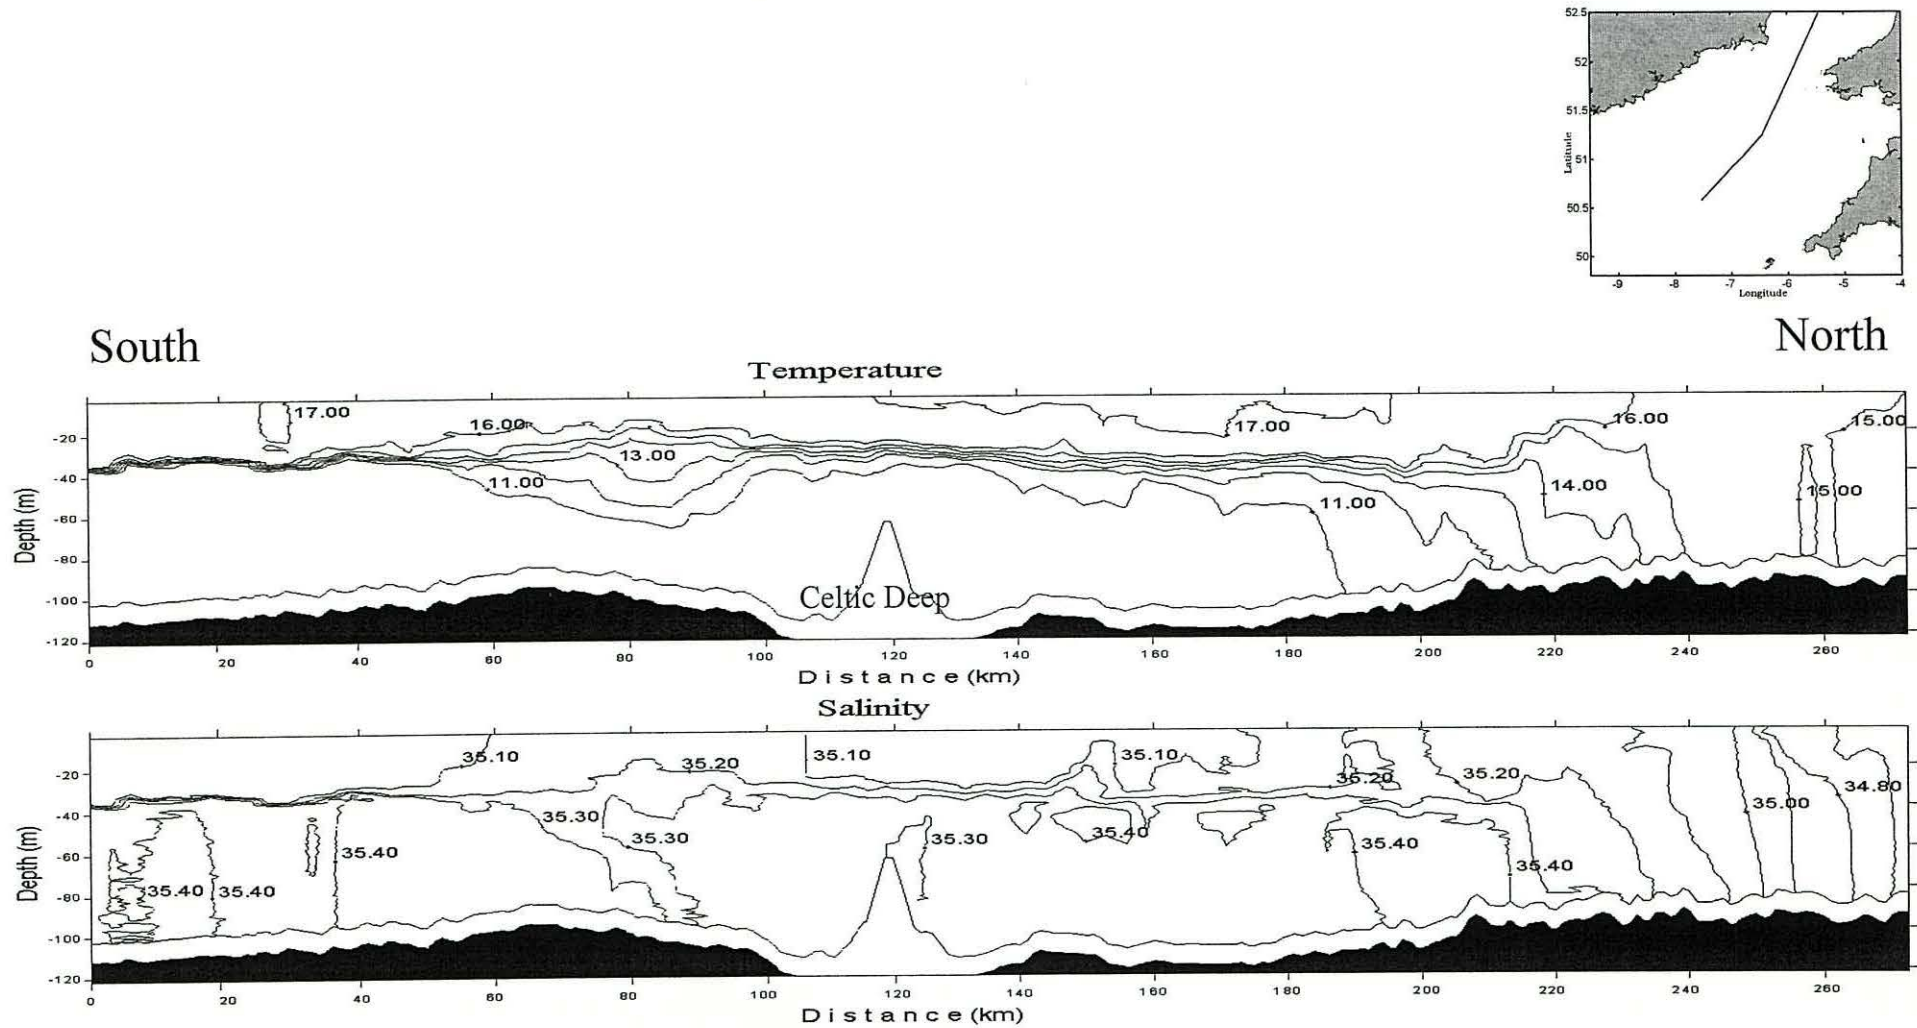 52.5
52
51.5
51
50.5
50
Latitude
-9 -8 -7 -6 -5 -4
Longitude
South North
Temperature
17.00 16.00 13.00 11.00 17.00 11.00 16.00 14.00 15.00 15.00
-20
-40
-60
-80
-100
-120
Depth (m)
Celtic Deep
0 20 40 60 80 100 120 140 160 180 200 220 240 260
Distance (km)
Salinity
35.10 35.20 35.10 35.10 35.20 35.20 34.80
35.30 35.30 35.30 35.40 35.00
35.40 35.40 35.40 35.40 35.40
-20
-40
-60
-80
-100
-120
Depth (m)
0 20 40 60 80 100 120 140 160 180 200 220 240 260
Distance (km)